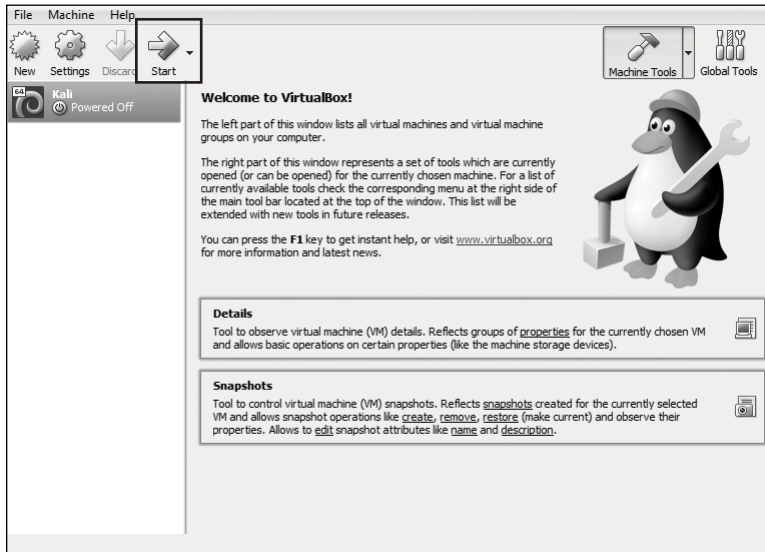 File Machine Help
New Settings Discard Start
Machine Tools Global Tools
64
Kali
Powered Off
Welcome to VirtualBox!
The left part of this window lists all virtual machines and virtual machine
groups on your computer.
The right part of this window represents a set of tools which are currently
opened (or can be opened) for the currently chosen machine. For a list of
currently available tools check the corresponding menu at the right side of
the main tool bar located at the top of the window. This list will be
extended with new tools in future releases.
You can press the F1 key to get instant help, or visit www.virtualbox.org
for more information and latest news.
Details
Tool to observe virtual machine (VM) details. Reflects groups of properties for the currently chosen VM
and allows basic operations on certain properties (like the machine storage devices).
Snapshots
Tool to control virtual machine (VM) snapshots. Reflects snapshots created for the currently selected
VM and allows snapshot operations like create, remove, restore (make current) and observe their
properties. Allows to edit snapshot attributes like name and description.